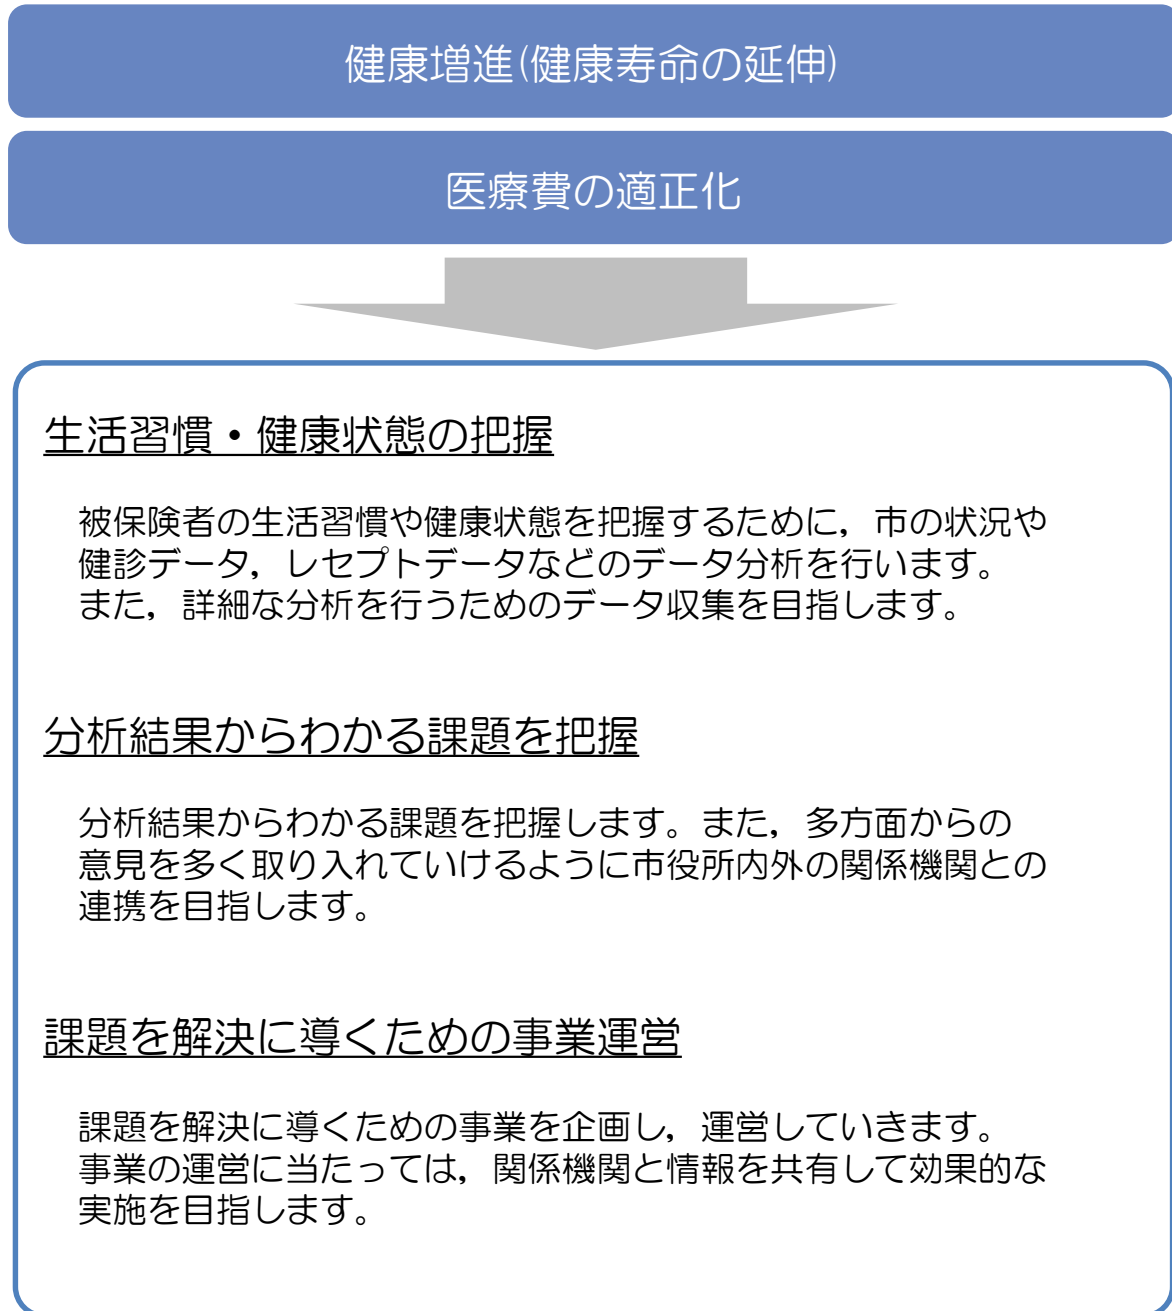 健康増進(健康寿命の延伸)
医療費の適正化
生活習慣・健康状態の把握
被保険者の生活習慣や健康状態を把握するために，市の状況や
健診データ，レセプトデータなどのデータ分析を行います。
また，詳細な分析を行うためのデータ収集を目指します。
分析結果からわかる課題を把握
分析結果からわかる課題を把握します。また，多方面からの
意見を多く取り入れていけるように市役所内外の関係機関との
連携を目指します。
課題を解決に導くための事業運営
課題を解決に導くための事業を企画し，運営していきます。
事業の運営に当たっては，関係機関と情報を共有して効果的な
実施を目指します。